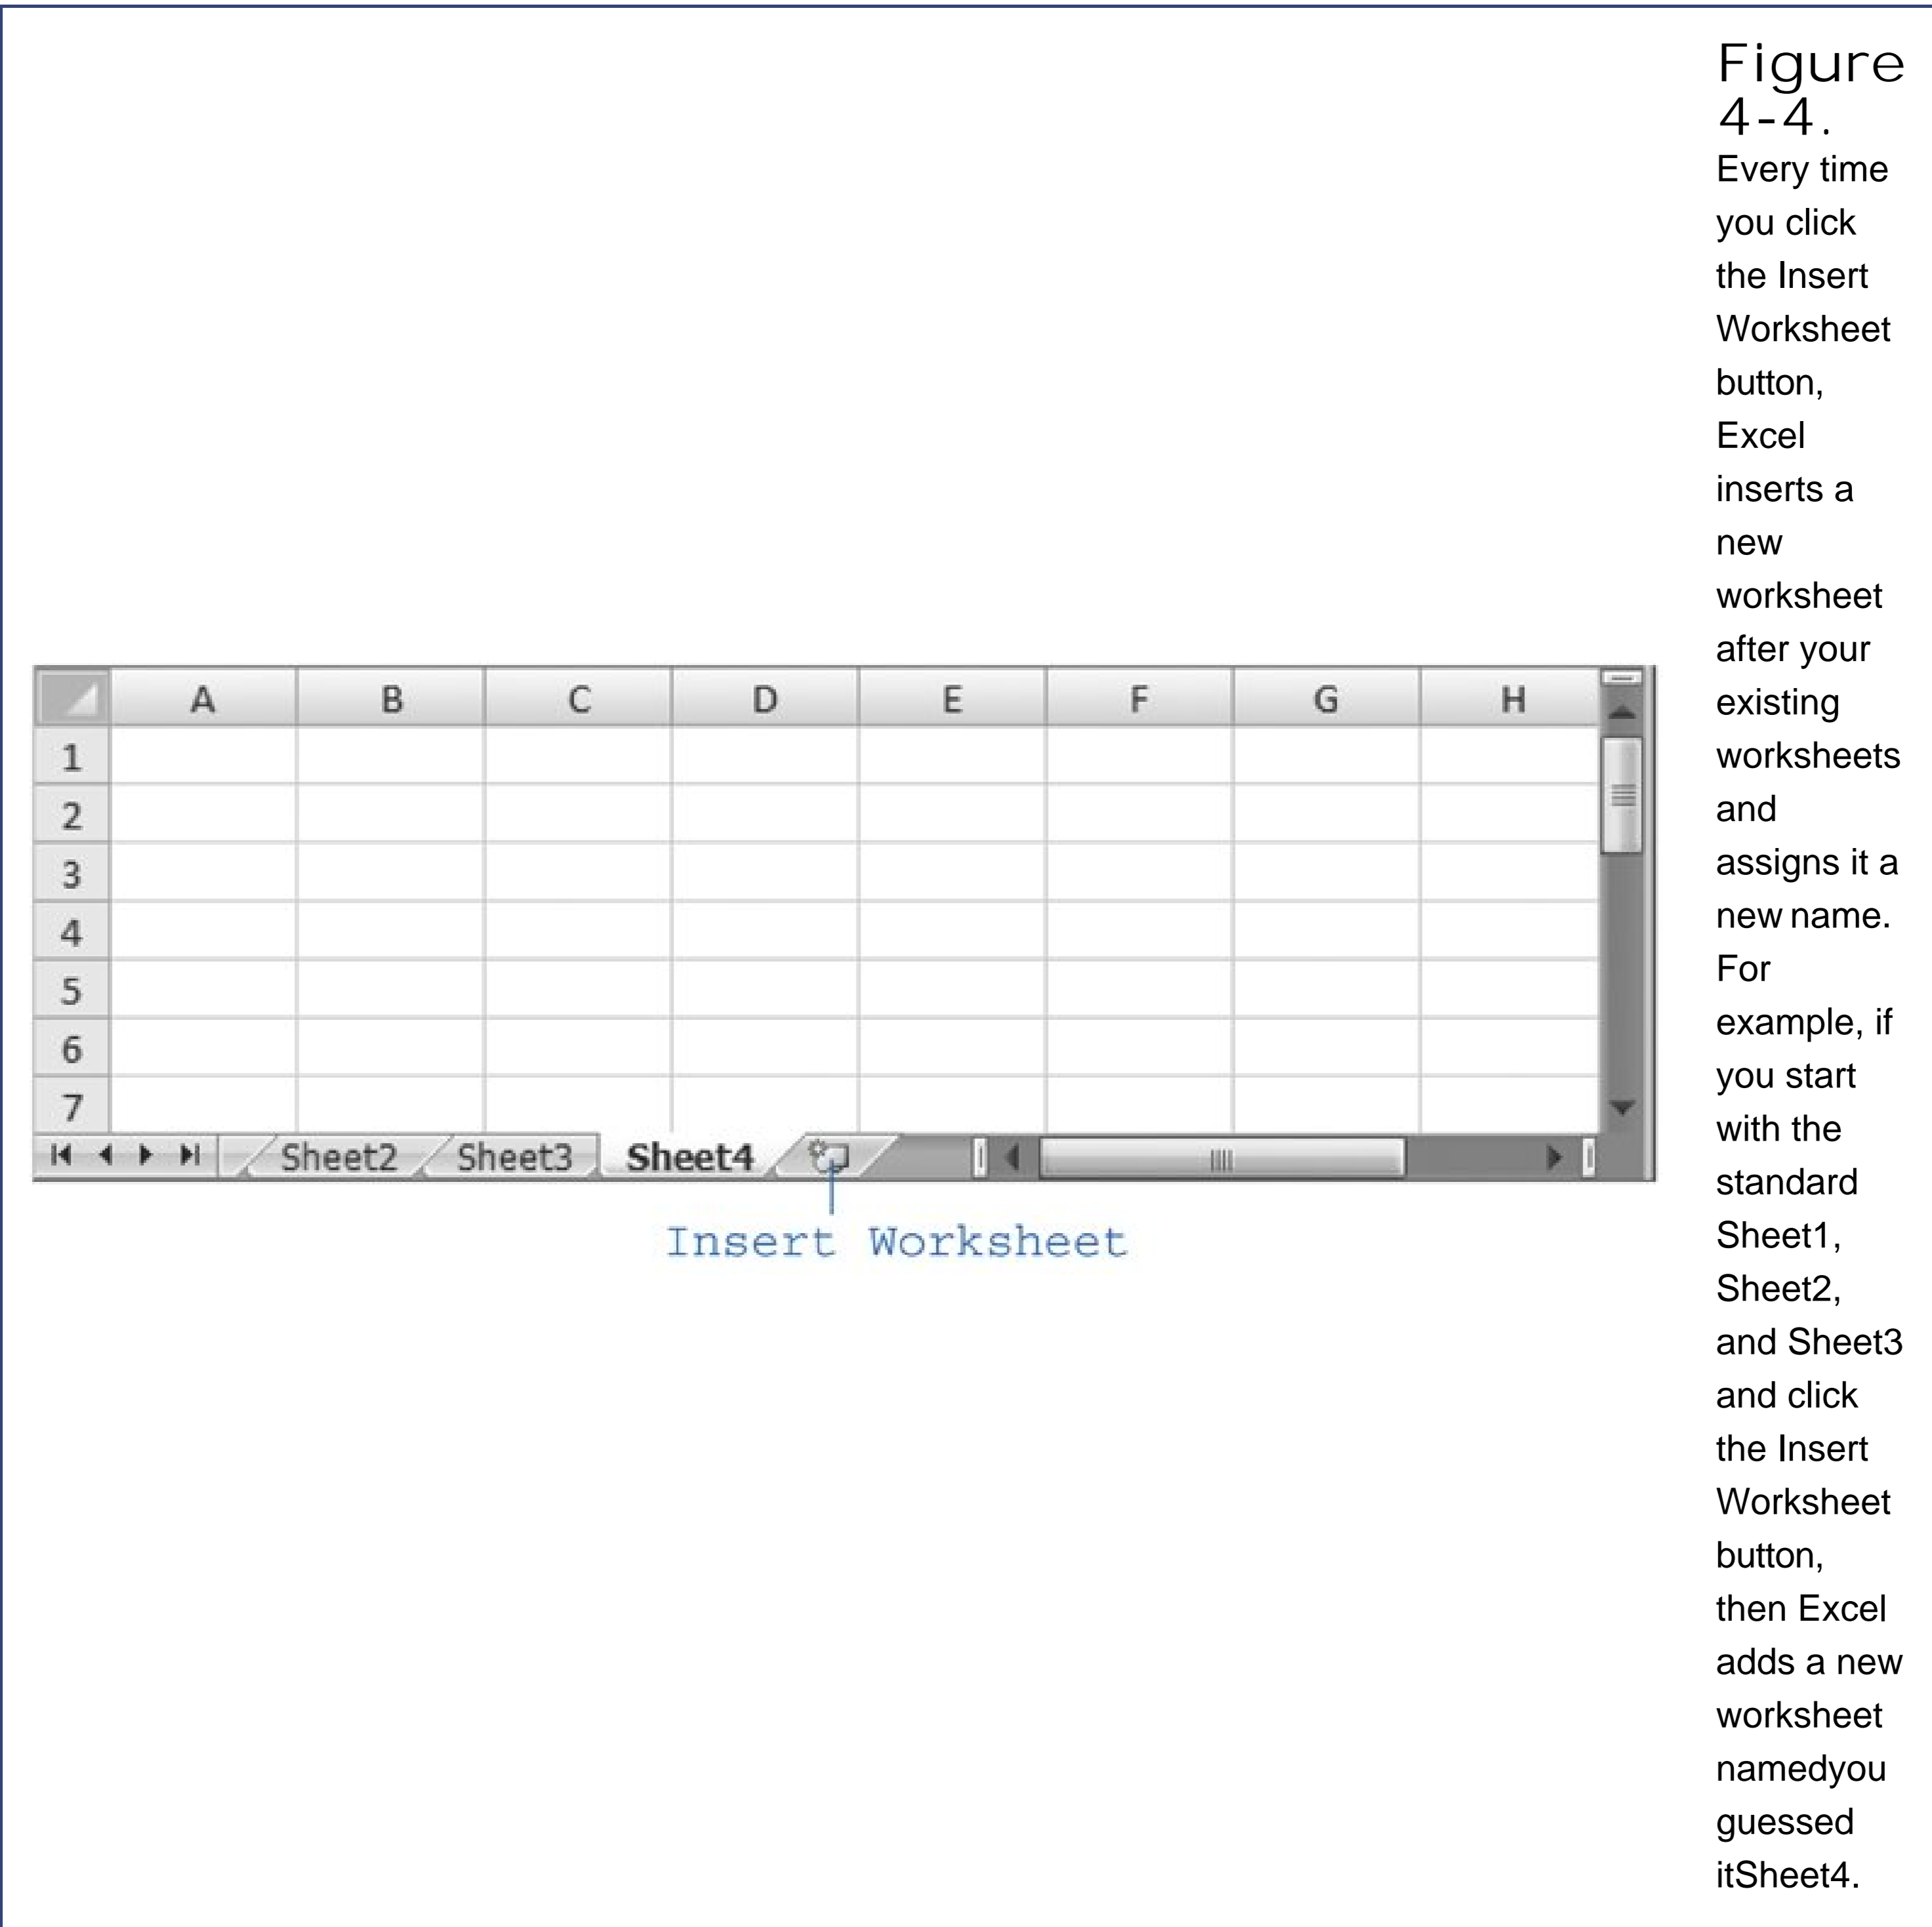 A B C D E F G H
1
2
3
4
5
6
7
Sheet2 Sheet3 Sheet4
Insert Worksheet
Figure
4-4.
Every time
you click
the Insert
Worksheet
button,
Excel
inserts a
new
worksheet
after your
existing
worksheets
and
assigns it a
new name.
For
example, if
you start
with the
standard
Sheet1,
Sheet2,
and Sheet3
and click
the Insert
Worksheet
button,
then Excel
adds a new
worksheet
namedyou
guessed
itSheet4.